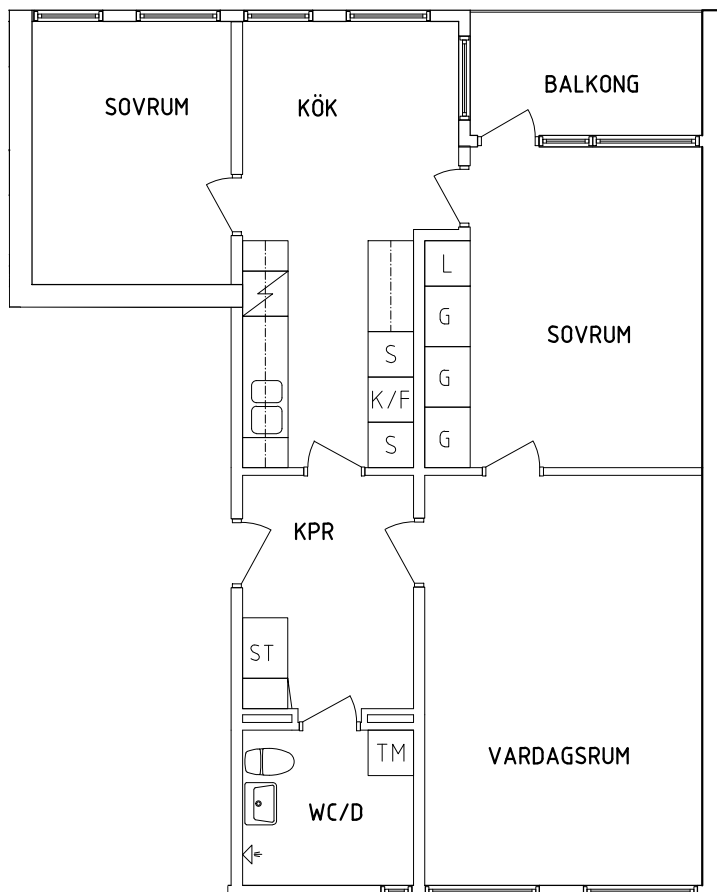 BALKONG
SOVRUM
KÖK
L
G
SOVRUM
S
G
K/F
G
S
KPR
ST
TM
VARDAGSRUM
WC/D